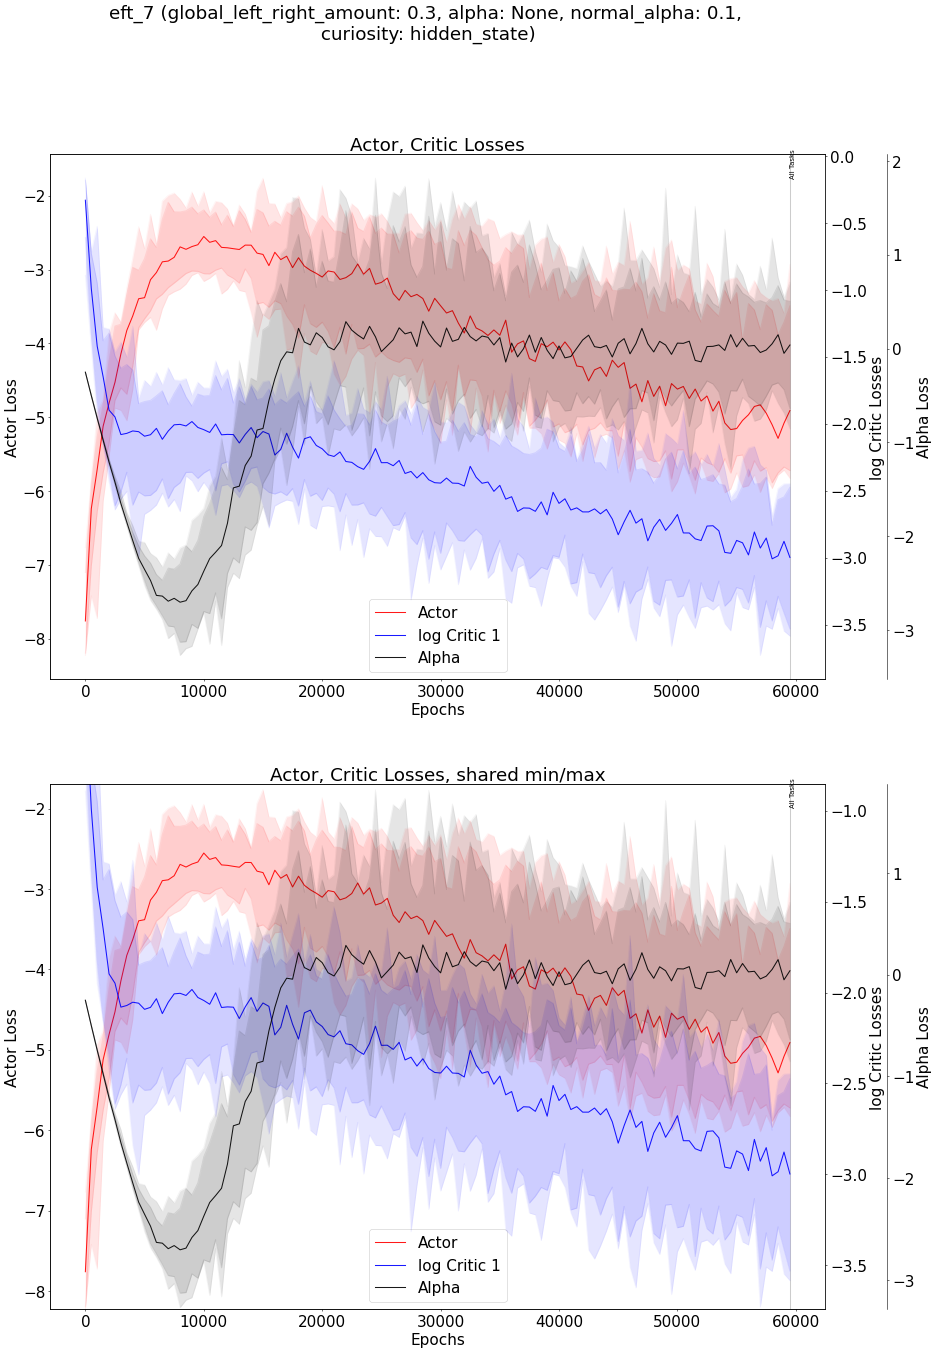 eft_7 (global_left_right_amount: 0.3, alpha: None, normal_alpha: 0.1,
curiosity: hidden_state)
Actor, Critic Losses
All Tasks
Actor Loss
−2
−3
−4
−5
−6
−7
−8
0.0
−0.5
−1.0
−1.5
−2.0
−2.5
−3.0
−3.5
log Critic Losses
2
1
0
−1
−2
−3
Alpha Loss
Actor
log Critic 1
Alpha
0
10000
20000
30000
40000
50000
60000
Epochs
Actor, Critic Losses, shared min/max
All Tasks
Actor Loss
−2
−3
−4
−5
−6
−7
−8
−1.0
−1.5
−2.0
−2.5
−3.0
−3.5
log Critic Losses
1
0
−1
−2
−3
Alpha Loss
Actor
log Critic 1
Alpha
0
10000
20000
30000
40000
50000
60000
Epochs